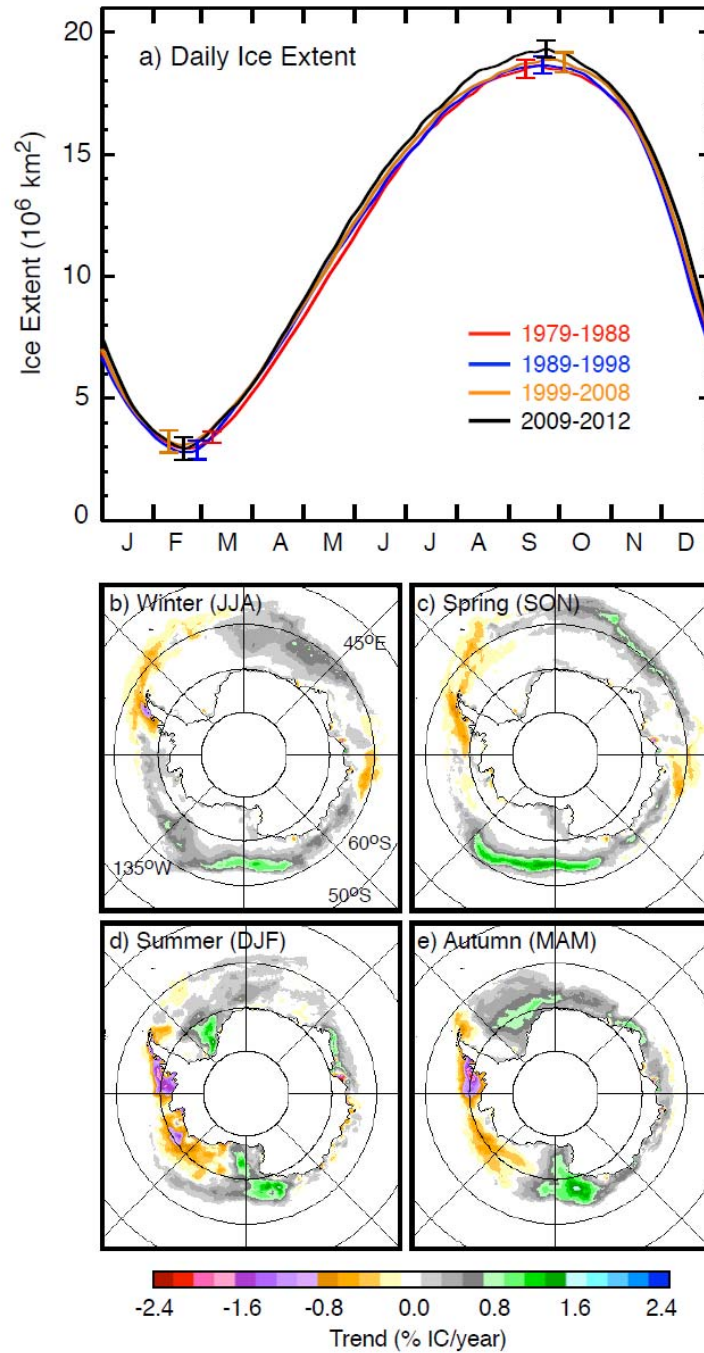 20
a) Daily Ice Extent
15
Ice Extent (10⁶ km²)
10
1979-1988
1989-1998
5
1999-2008
2009-2012
0
J F M A M J J A S O N D
b) Winter (JJA)
45°E
135°W
60°S
50°S
c) Spring (SON)
d) Summer (DJF)
e) Autumn (MAM)
-2.4 -1.6 -0.8 0.0 0.8 1.6 2.4
Trend (% IC/year)